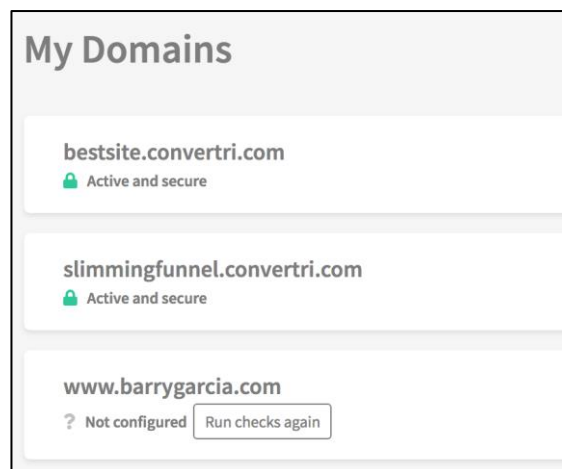 My Domains
bestsite.convertri.com
Active and secure
slimmingfunnel.convertri.com
Active and secure
www.barrygarcia.com
? Not configured Run checks again